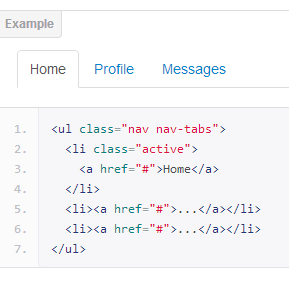 Example
Home Profile Messages
1. <ul class="nav nav-tabs">
2.   <li class="active">
3.     <a href="#">Home</a>
4.   </li>
5.   <li><a href="#">...</a></li>
6.   <li><a href="#">...</a></li>
7. </ul>